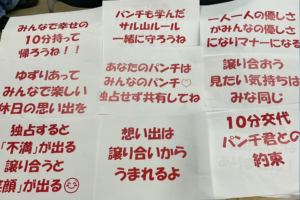 みんなで幸せの
10分持って
帰ろうね！！
パンチも学んだ
サル山ルール
一緒に守ろうね
一人一人の優しさ
がみんなの優しさ
になりマナーになる
ゆずりあって
みんなで楽しい
休日の思い出を
あなたのパンチは
みんなのパンチ♡
独占せず共有してね
譲り合おう
見たい気持ちは
みな同じ
独占すると
「不満」が出る
譲り合うと
笑顔」が出る😊
想い出は
譲り合いから
うまれるよ
10分交代
パンチ君との
約束